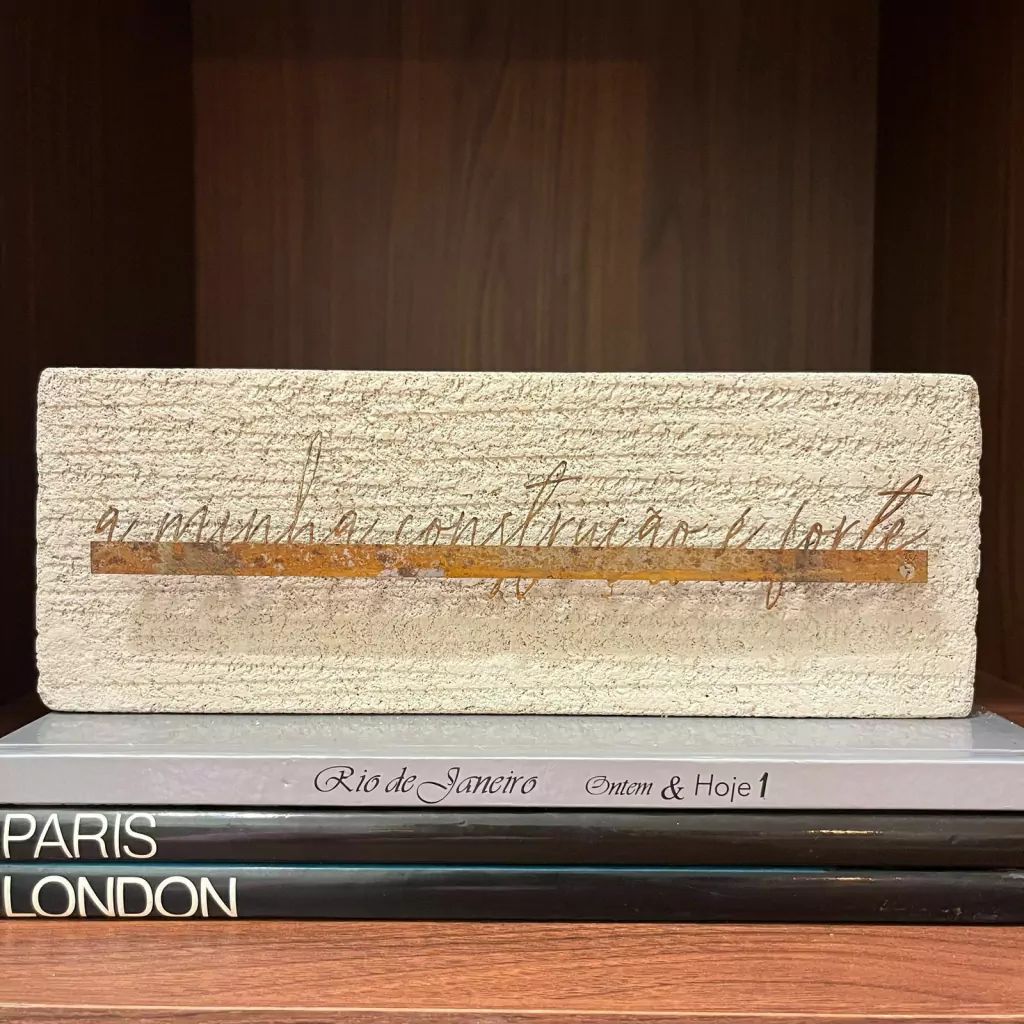 a minha construção é forte
Rio de Janeiro Ontem & Hoje 1
PARIS
LONDON